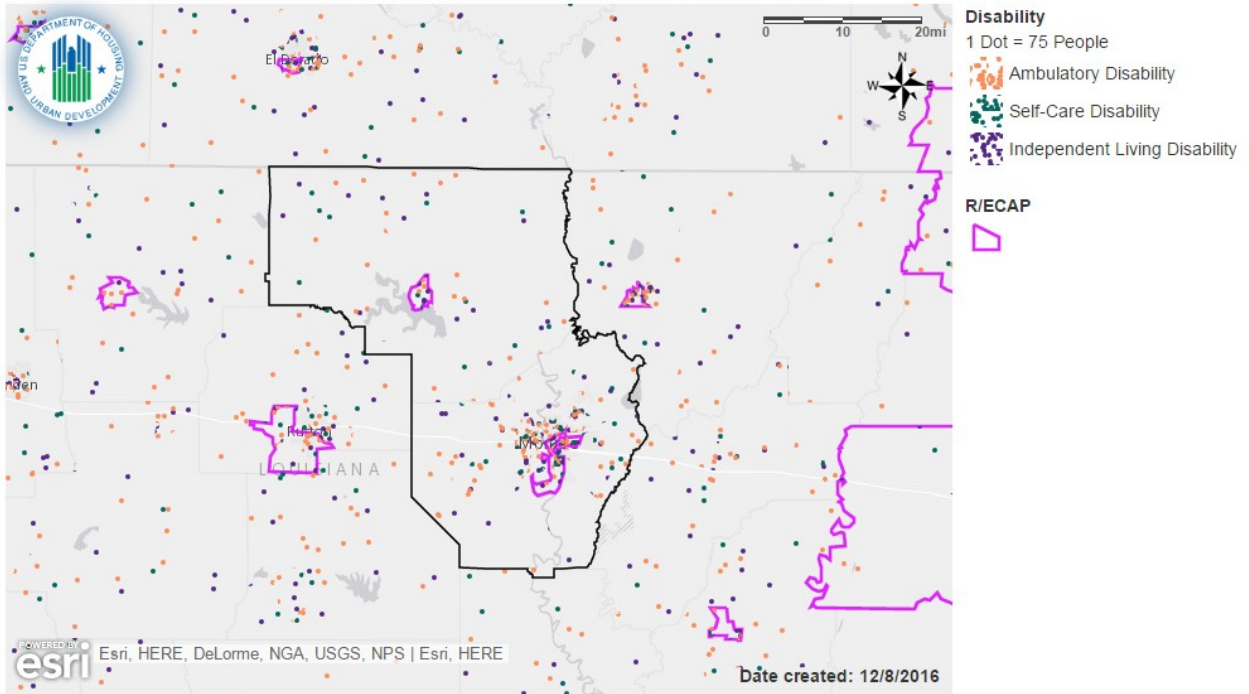 U.S. DEPARTMENT OF HOUSING
AND URBAN DEVELOPMENT
El Dorado
0 10 20mi
N
W E
S
Ruston
Monroe
LOUISIANA
POWERED BY
esri
Esri, HERE, DeLorme, NGA, USGS, NPS | Esri, HERE
Date created: 12/8/2016
Disability
1 Dot = 75 People
Ambulatory Disability
Self-Care Disability
Independent Living Disability
R/ECAP